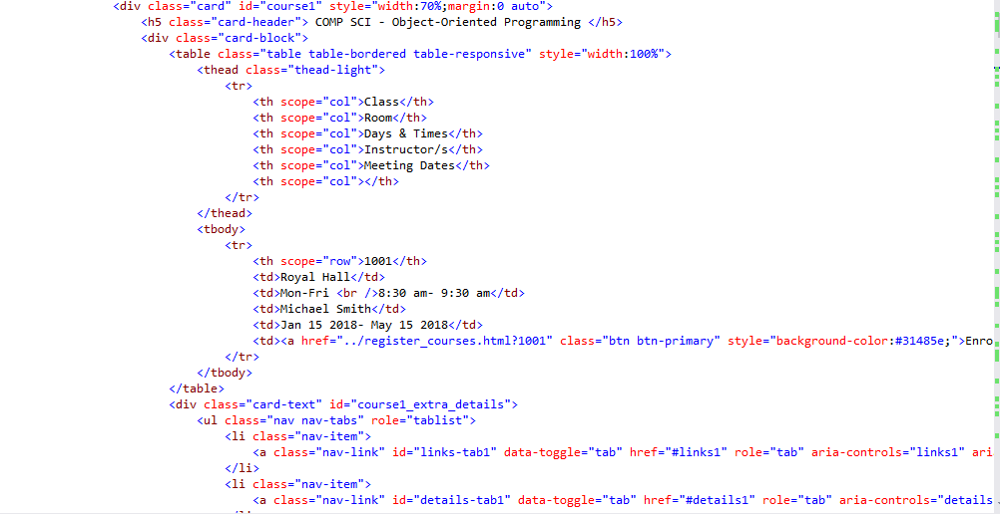 <div class="card" id="course1" style="width:70%;margin:0 auto">
<h5 class="card-header"> COMP SCI - Object-Oriented Programming </h5>
<div class="card-block">
<table class="table table-bordered table-responsive" style="width:100%">
<thead class="thead-light">
<tr>
<th scope="col">Class</th>
<th scope="col">Room</th>
<th scope="col">Days & Times</th>
<th scope="col">Instructor/s</th>
<th scope="col">Meeting Dates</th>
<th scope="col"></th>
</tr>
</thead>
<tbody>
<tr>
<th scope="row">1001</th>
<td>Royal Hall</td>
<td>Mon-Fri <br />8:30 am- 9:30 am</td>
<td>Michael Smith</td>
<td>Jan 15 2018- May 15 2018</td>
<td><a href="../register_courses.html?1001" class="btn btn-primary" style="background-color:#31485e;">Enro
</tr>
</tbody>
</table>
<div class="card-text" id="course1_extra_details">
<ul class="nav nav-tabs" role="tablist">
<li class="nav-item">
<a class="nav-link" id="links-tab1" data-toggle="tab" href="#links1" role="tab" aria-controls="links1" ari
</li>
<li class="nav-item">
<a class="nav-link" id="details-tab1" data-toggle="tab" href="#details1" role="tab" aria-controls="details